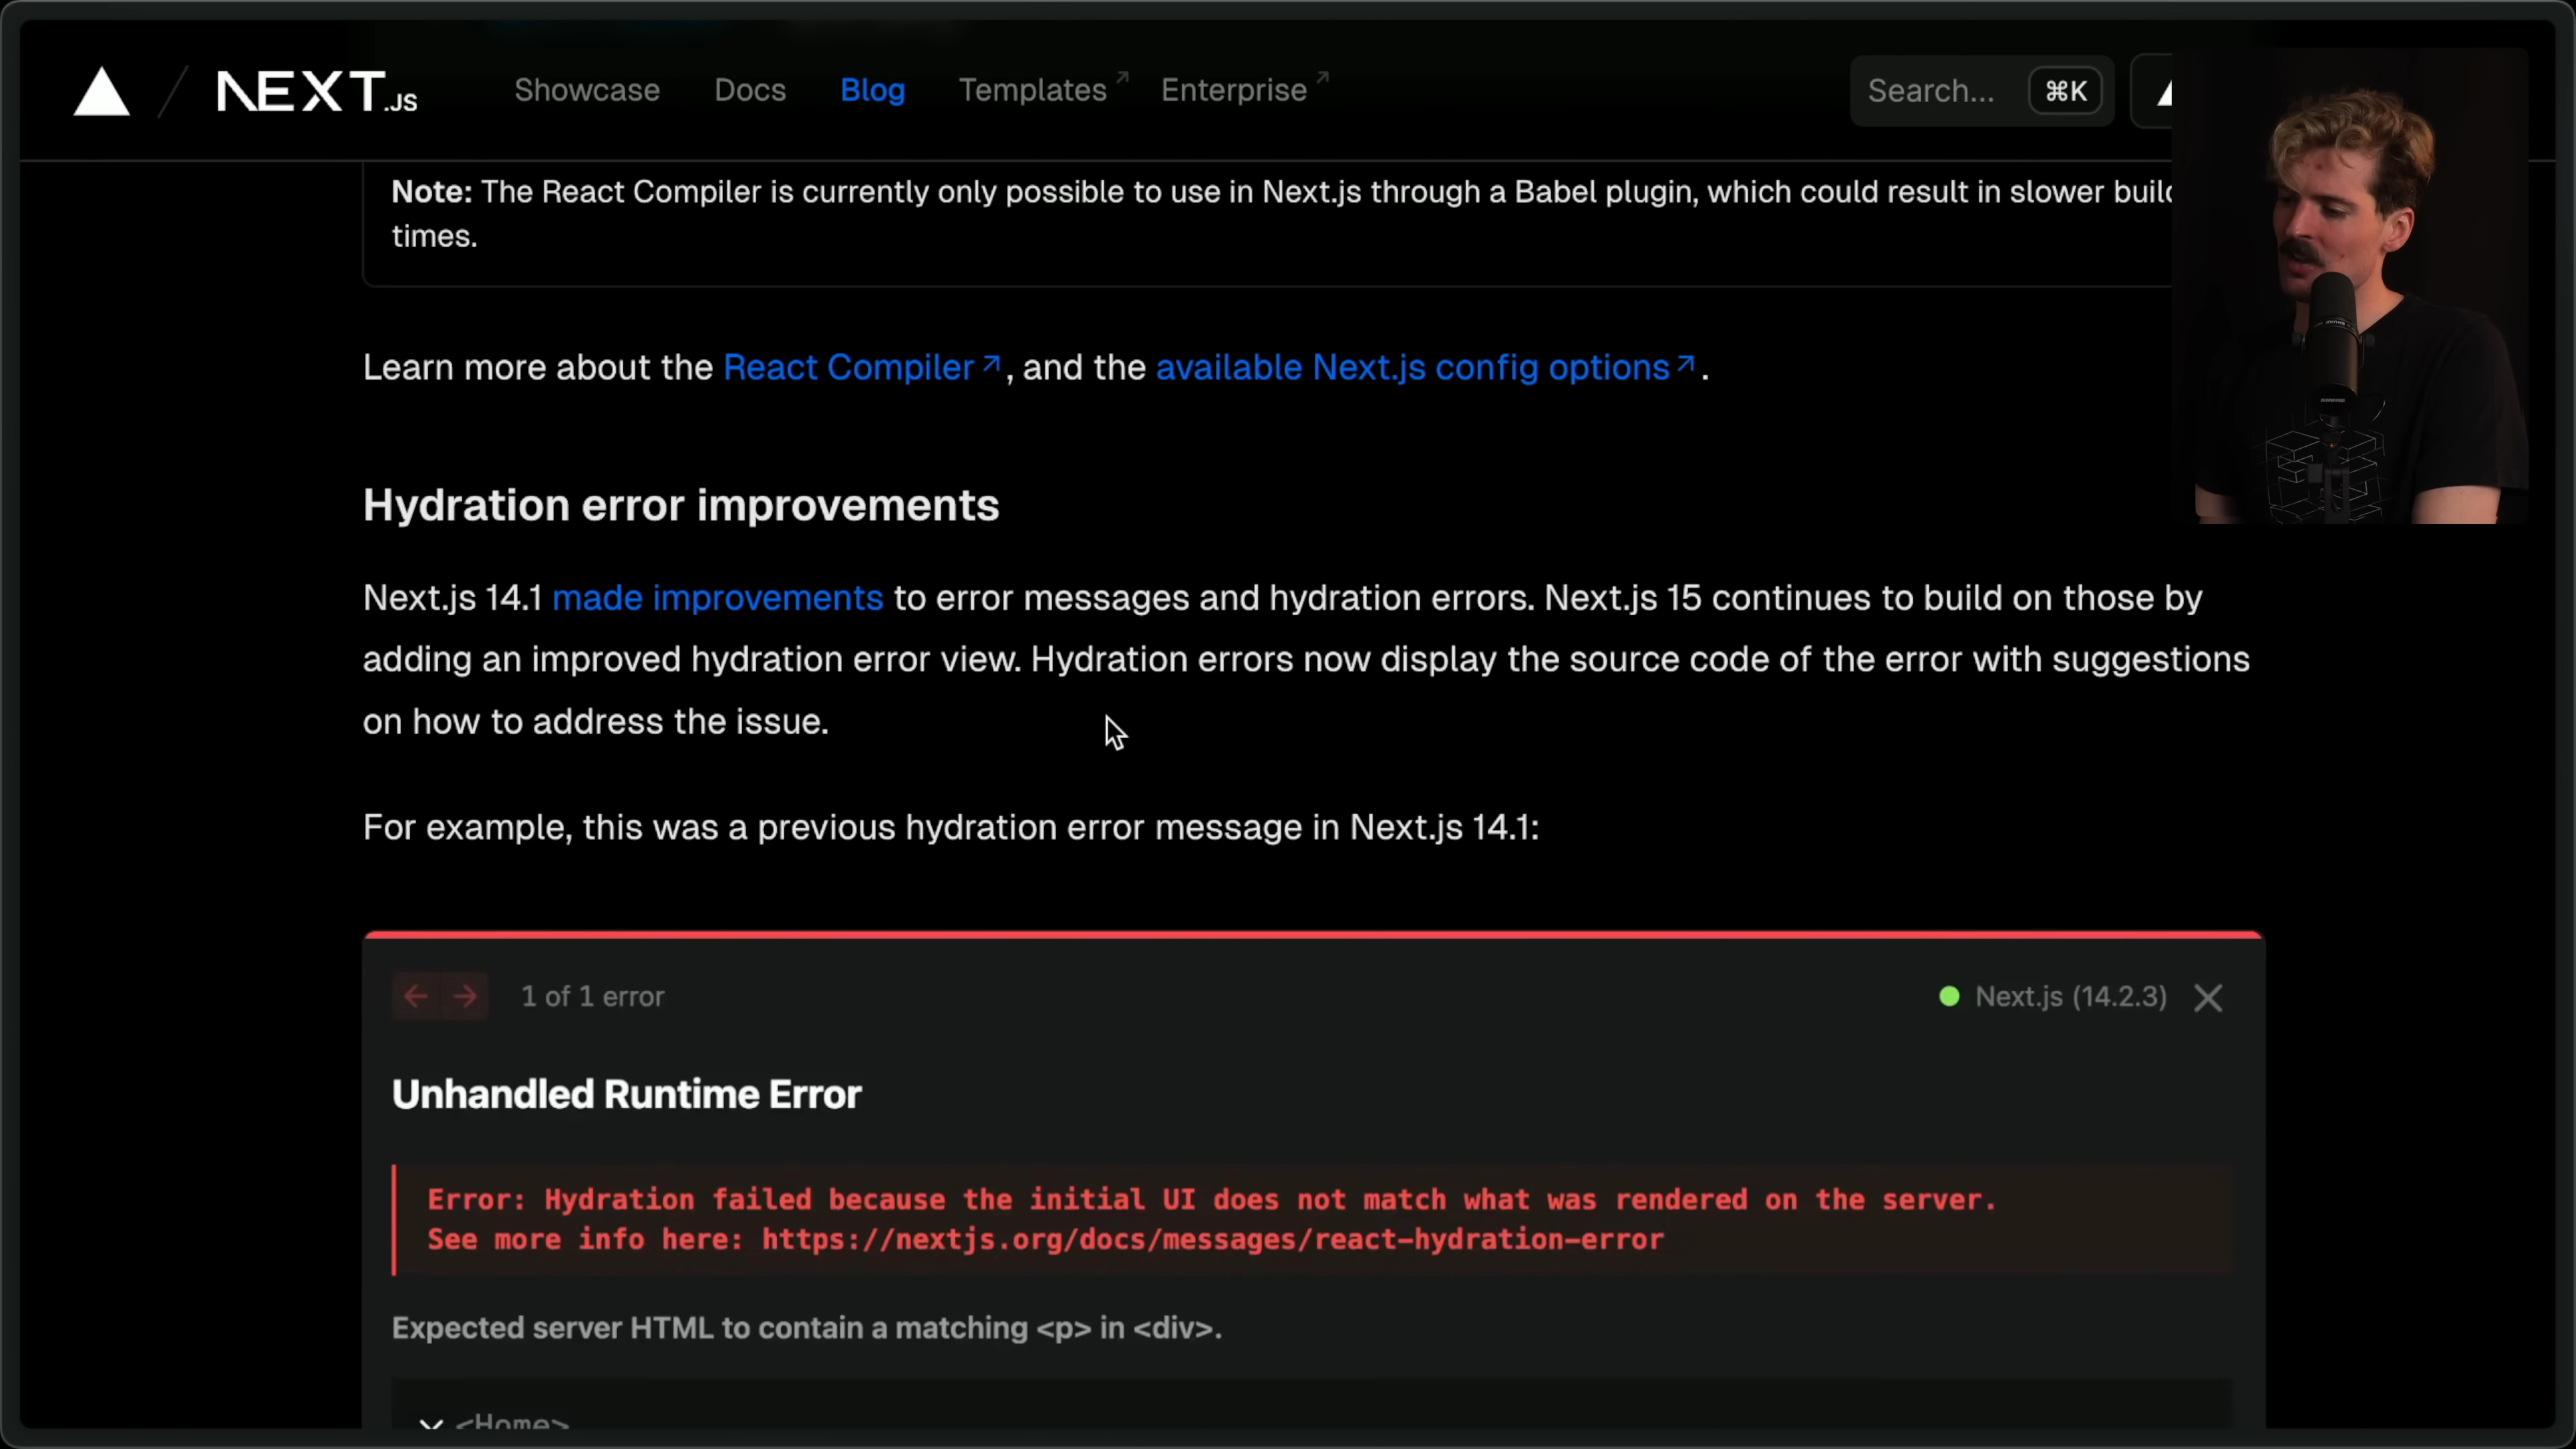 NEXT.JS
Showcase
Docs
Blog
Templates
Enterprise
Search...
⌘K
Note: The React Compiler is currently only possible to use in Next.js through a Babel plugin, which could result in slower build
times.
Learn more about the React Compiler, and the available Next.js config options.
Hydration error improvements
Next.js 14.1 made improvements to error messages and hydration errors. Next.js 15 continues to build on those by
adding an improved hydration error view. Hydration errors now display the source code of the error with suggestions
on how to address the issue.
For example, this was a previous hydration error message in Next.js 14.1:
1 of 1 error
Next.js (14.2.3)
Unhandled Runtime Error
Error: Hydration failed because the initial UI does not match what was rendered on the server.
See more info here: https://nextjs.org/docs/messages/react-hydration-error
Expected server HTML to contain a matching <p> in <div>.
<Home>